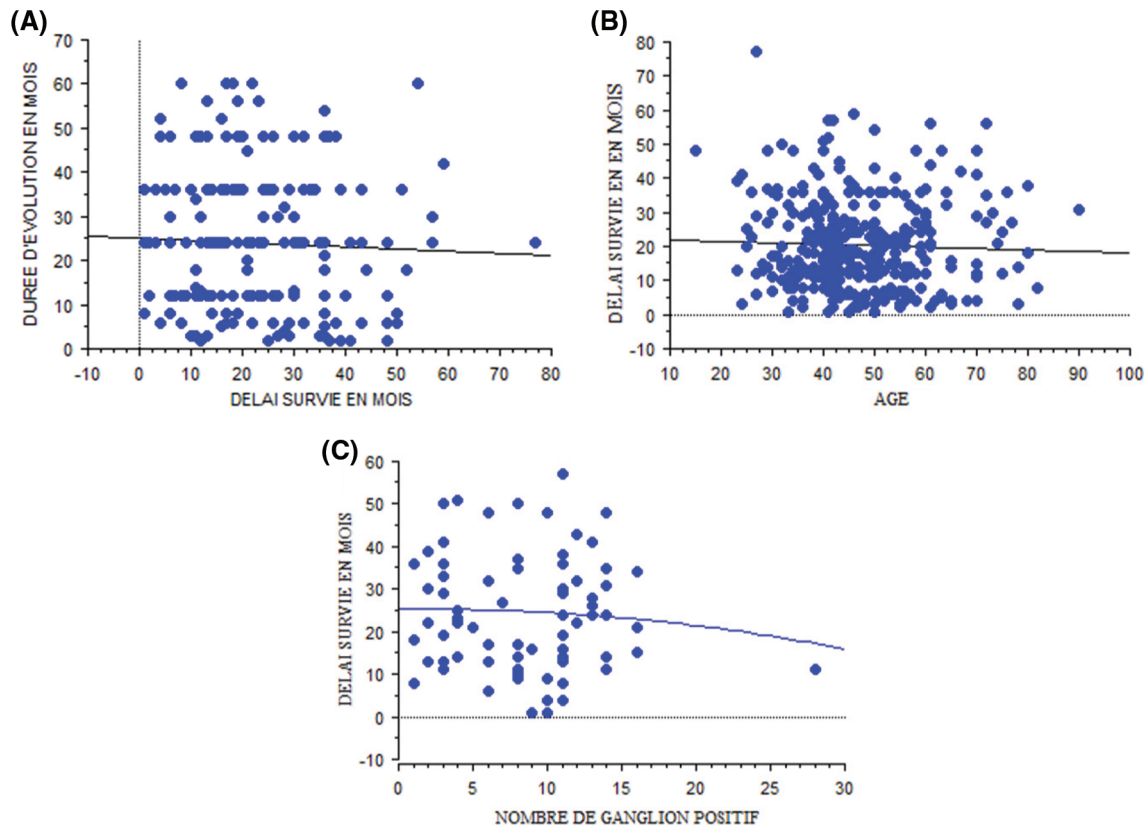 (A)
DUREE D'EVOLUTION EN MOIS
70
60
50
40
30
20
10
0
-10 0 10 20 30 40 50 60 70 80
DELAI SURVIE EN MOIS
(B)
DELAI SURVIE EN MOIS
80
70
60
50
40
30
20
10
0
-10
10 20 30 40 50 60 70 80 90 100
AGE
(C)
DELAI SURVIE EN MOIS
60
50
40
30
20
10
0
-10
0 5 10 15 20 25 30
NOMBRE DE GANGLION POSITIF